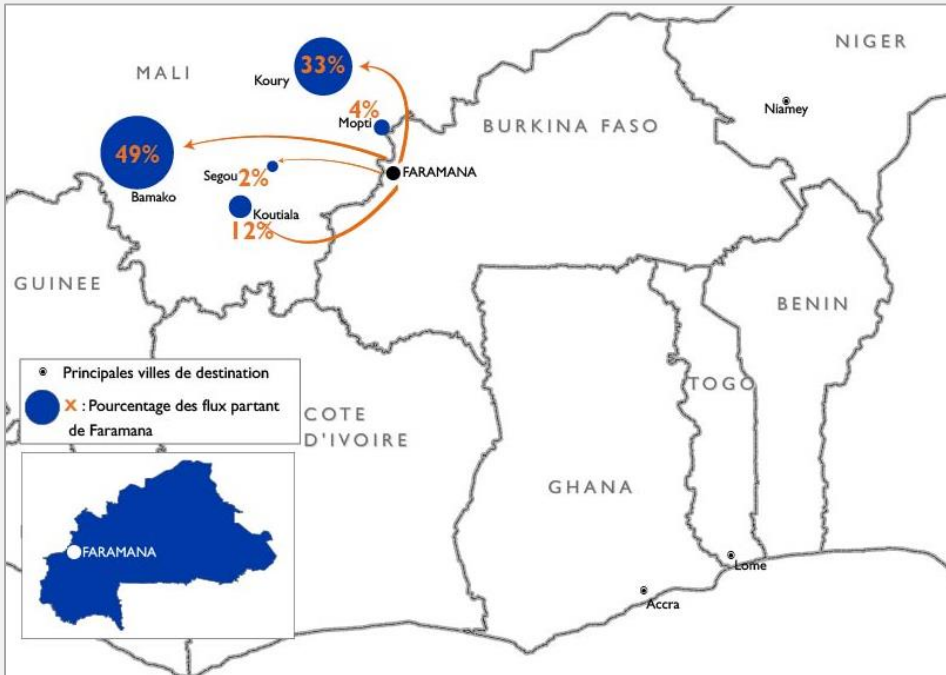 NIGER
MALI
33%
Koury
Niamey
4%
Mopti
BURKINA FASO
49%
Bamako
Segou 2%
FARAMANA
Koutiala
12%
GUINEE
BENIN
Principales villes de destination
X : Pourcentage des flux partant
de Faramana
TOGO
COTE
D'IVOIRE
GHANA
FARAMANA
Lome
Accra